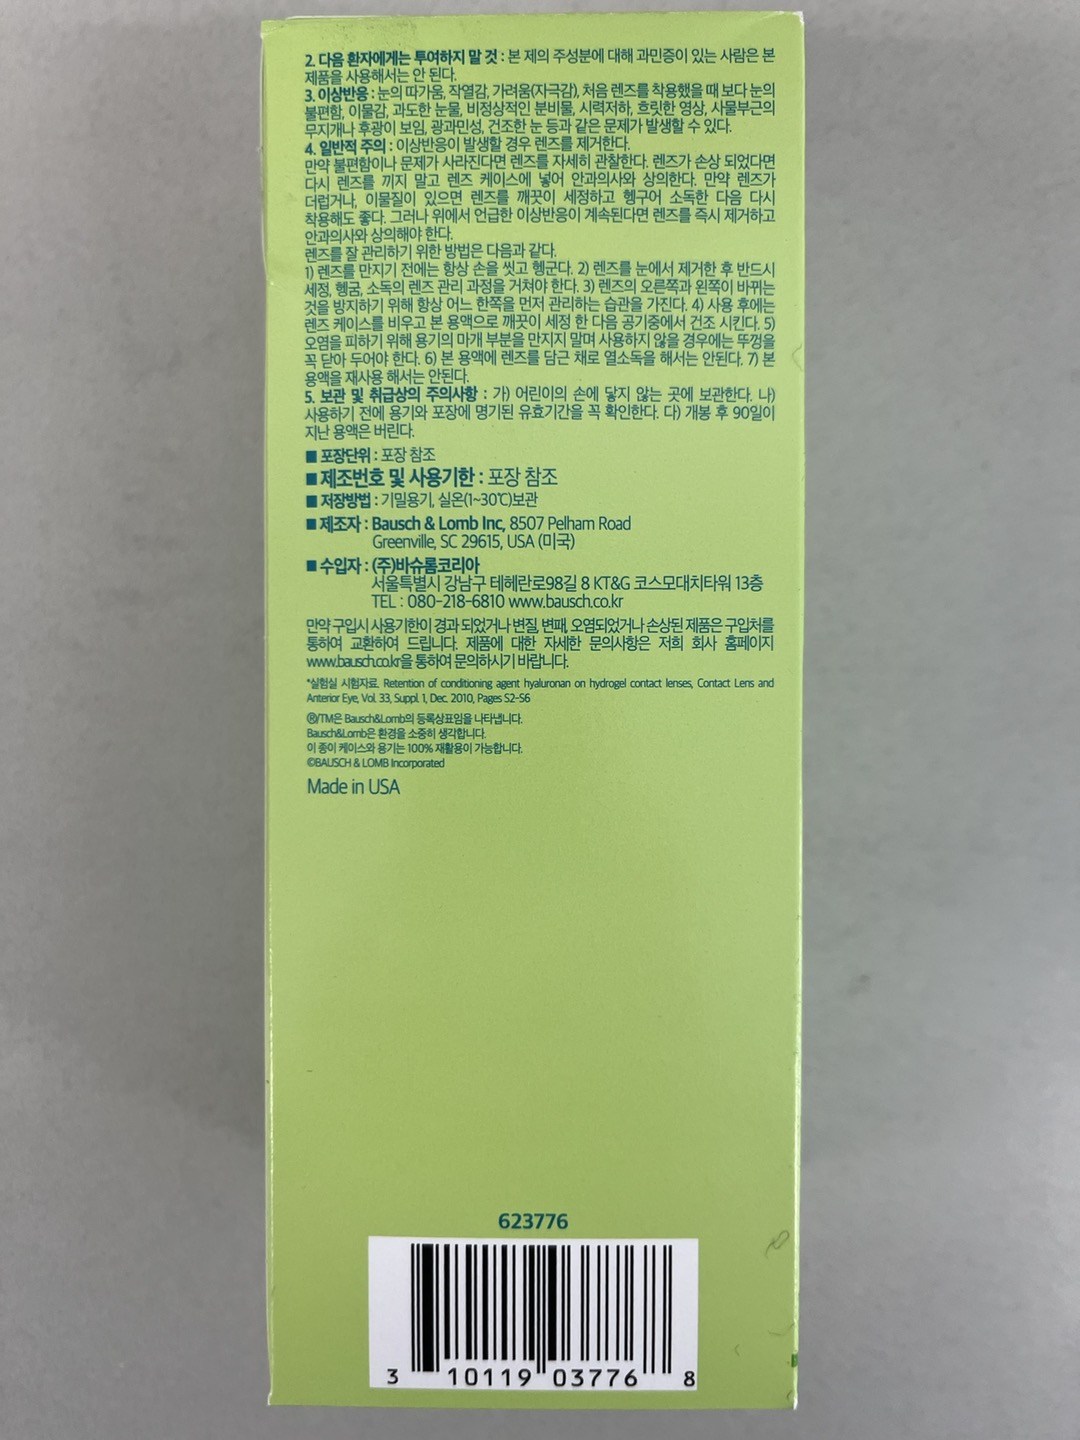 2. 다음 환자에게는 투여하지 말 것 : 본 제의 주성분에 대해 과민증이 있는 사람은 본
제품을 사용해서는 안 된다.
3. 이상반응 : 눈의 따가움, 작열감, 가려움(자극감), 처음 렌즈를 착용했을 때 보다 눈의
불편함, 이물감, 과도한 눈물, 비정상적인 분비물, 시력저하, 흐릿한 영상, 사물부근의
무지개나 후광이 보임, 광과민성, 건조한 눈 등과 같은 문제가 발생할 수 있다.
4. 일반적 주의 : 이상반응이 발생할 경우 렌즈를 제거한다.
만약 불편함이나 문제가 사라진다면 렌즈를 자세히 관찰한다. 렌즈가 손상 되었다면
다시 렌즈를 끼지 말고 렌즈 케이스에 넣어 안과의사와 상의한다. 만약 렌즈가
더럽거나, 이물질이 있으면 렌즈를 깨끗이 세정하고 헹구어 소독한 다음 다시
착용해도 좋다. 그러나 위에서 언급한 이상반응이 계속된다면 렌즈를 즉시 제거하고
안과의사와 상의해야 한다.
렌즈를 잘 관리하기 위한 방법은 다음과 같다.
1) 렌즈를 만지기 전에는 항상 손을 씻고 헹군다. 2) 렌즈를 눈에서 제거한 후 반드시
세정, 헹굼, 소독의 렌즈 관리 과정을 거쳐야 한다. 3) 렌즈의 오른쪽과 왼쪽이 바뀌는
것을 방지하기 위해 항상 어느 한쪽을 먼저 관리하는 습관을 가진다. 4) 사용 후에는
렌즈 케이스를 비우고 본 용액으로 깨끗이 세정 한 다음 공기중에서 건조 시킨다. 5)
오염을 피하기 위해 용기의 마개 부분을 만지지 말며 사용하지 않을 경우에는 뚜껑을
꼭 닫아 두어야 한다. 6) 본 용액에 렌즈를 담근 채로 열소독을 해서는 안된다. 7) 본
용액을 재사용 해서는 안된다.
5. 보관 및 취급상의 주의사항 : 가) 어린이의 손에 닿지 않는 곳에 보관한다. 나)
사용하기 전에 용기와 포장에 명기된 유효기간을 꼭 확인한다. 다) 개봉 후 90일이
지난 용액은 버린다.
■ 포장단위 : 포장 참조
■ 제조번호 및 사용기한 : 포장 참조
■ 저장방법 : 기밀용기, 실온(1~30℃)보관
■ 제조자 : Bausch & Lomb Inc, 8507 Pelham Road
Greenville, SC 29615, USA (미국)
■ 수입자 : (주)바슈롬코리아
서울특별시 강남구 테헤란로98길 8 KT&G 코스모대치타워 13층
TEL : 080-218-6810 www.bausch.co.kr
만약 구입시 사용기한이 경과 되었거나 변질, 변패, 오염되었거나 손상된 제품은 구입처를
통하여 교환하여 드립니다. 제품에 대한 자세한 문의사항은 저희 회사 홈페이지
www.bausch.co.kr을 통하여 문의하시기 바랍니다.
*실험실 시험자료. Retention of conditioning agent hyaluronan on hydrogel contact lenses, Contact Lens and
Anterior Eye, Vol. 33, Suppl. 1, Dec. 2010, Pages S2-S6
®/TM은 Bausch&Lomb의 등록상표임을 나타냅니다.
Bausch&Lomb은 환경을 소중히 생각합니다.
이 종이 케이스와 용기는 100% 재활용이 가능합니다.
©BAUSCH & LOMB Incorporated
Made in USA
623776
3 10119 03776 8